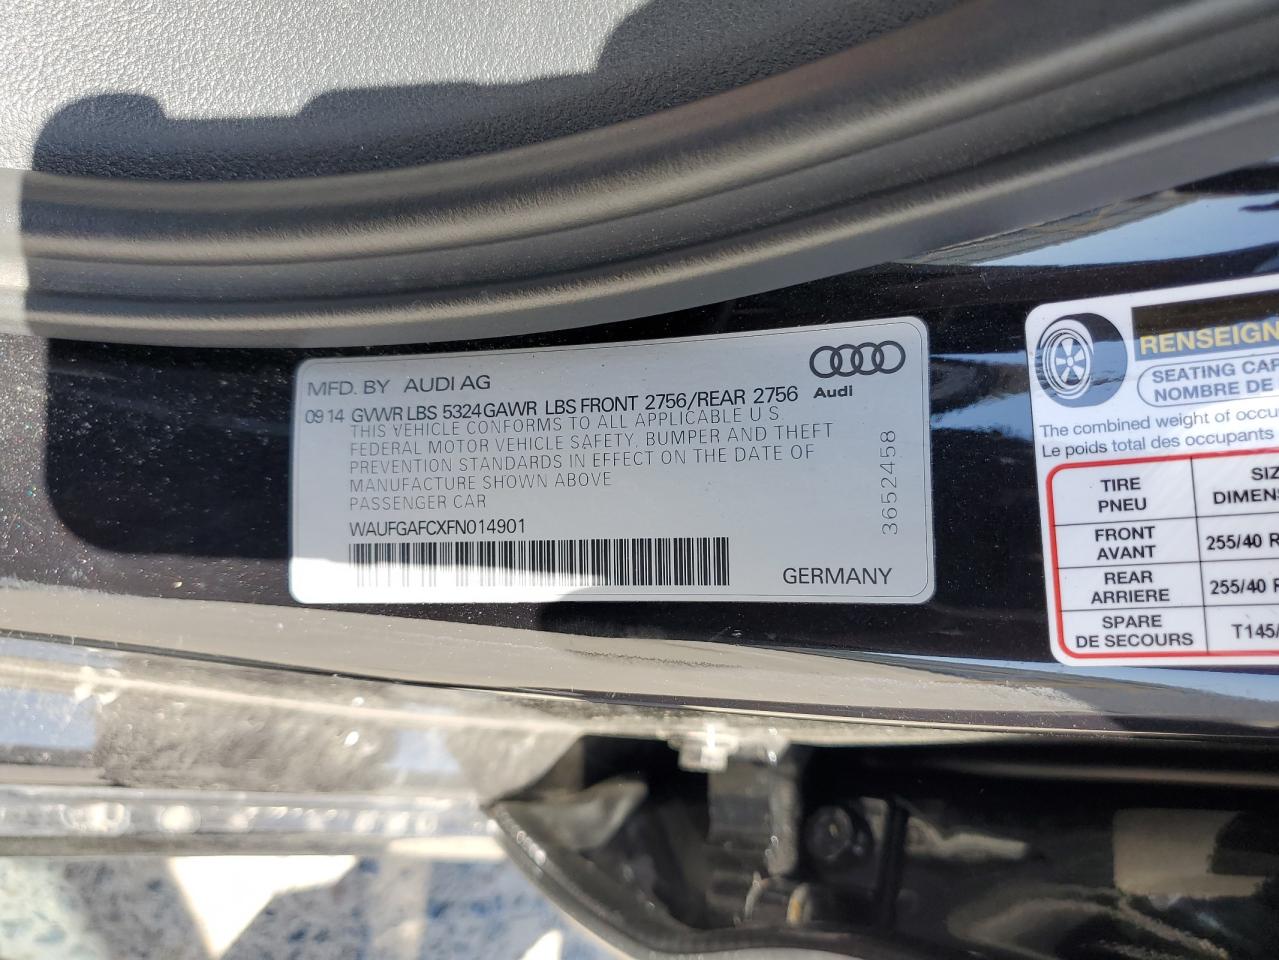 MFD. BY AUDI AG
09 14 GVWR LBS 5324 GAWR LBS FRONT 2756/REAR 2756
THIS VEHICLE CONFORMS TO ALL APPLICABLE U S
FEDERAL MOTOR VEHICLE SAFETY, BUMPER AND THEFT
PREVENTION STANDARDS IN EFFECT ON THE DATE OF
MANUFACTURE SHOWN ABOVE
PASSENGER CAR
WAUFGAFCXFN014901
GERMANY
Audi
3652458
RENSEIGN
SEATING CAP
NOMBRE DE
The combined weight of occu
Le poids total des occupants
TIRE
PNEU
SIZ
DIMENS
FRONT
AVANT
255/40 R
REAR
ARRIERE
255/40 R
SPARE
DE SECOURS
T145/